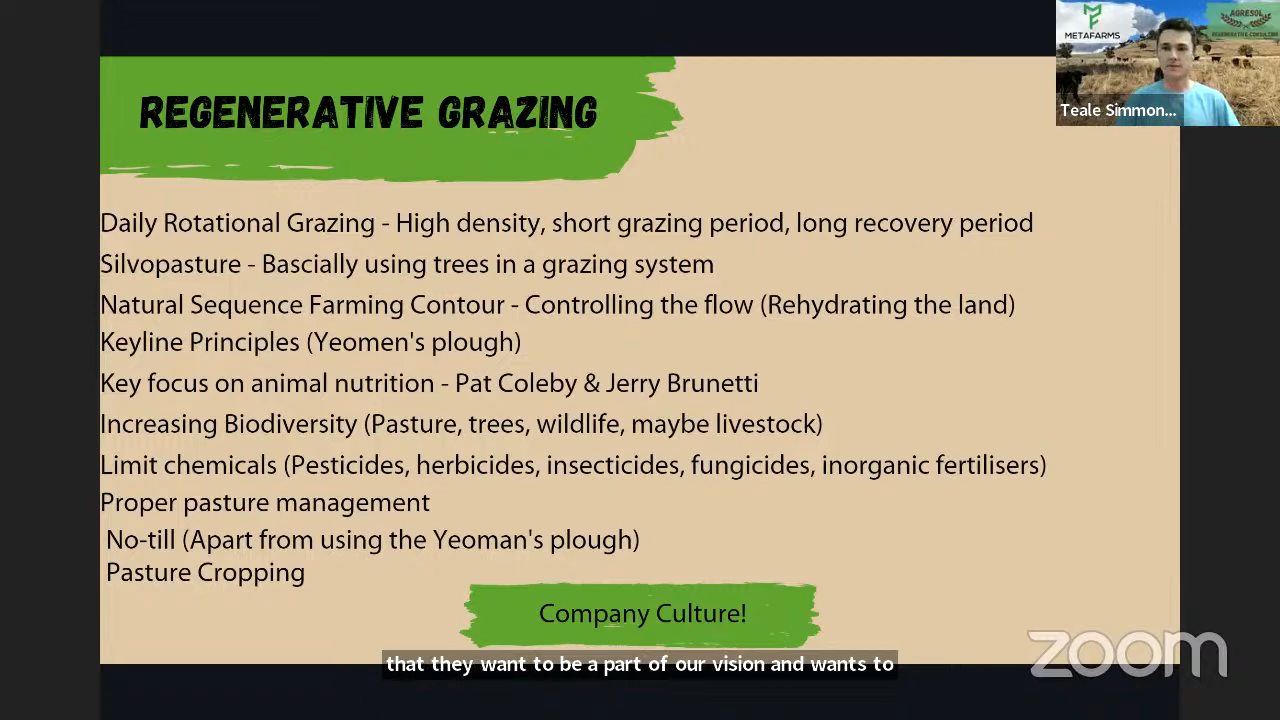 REGENERATIVE GRAZING
METAFARMS
AGRESOL
REGENERATIVE CONSULTING
Teale Simmon...
Daily Rotational Grazing - High density, short grazing period, long recovery period
Silvopasture - Bascially using trees in a grazing system
Natural Sequence Farming Contour - Controlling the flow (Rehydrating the land)
Keyline Principles (Yeomen's plough)
Key focus on animal nutrition - Pat Coleby & Jerry Brunetti
Increasing Biodiversity (Pasture, trees, wildlife, maybe livestock)
Limit chemicals (Pesticides, herbicides, insecticides, fungicides, inorganic fertilisers)
Proper pasture management
No-till (Apart from using the Yeoman's plough)
Pasture Cropping
Company Culture!
that they want to be a part of our vision and wants to
zoom